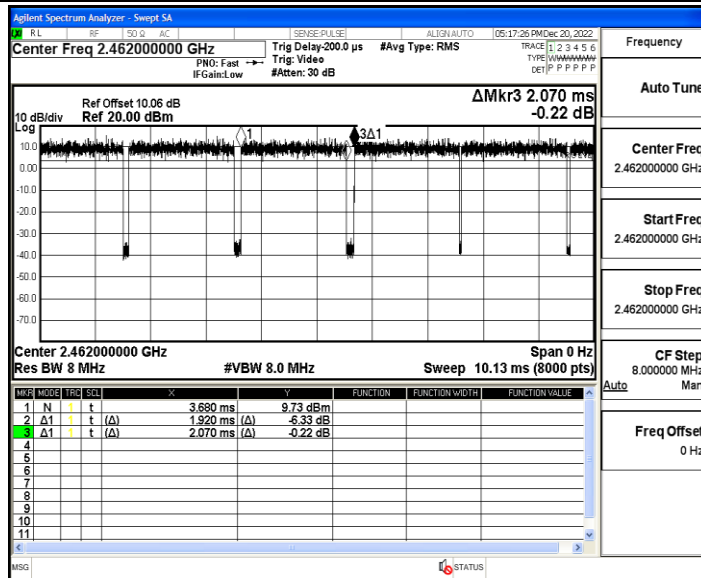 Agilent Spectrum Analyzer - Swept SA
RL RF 50 Ω AC SENSE:PULSE ALIGN AUTO 05:17:26 PM Dec 20, 2022
Center Freq 2.462000000 GHz
PNO: Fast
IFGain:Low
Trig Delay-200.0 µs
Trig: Video
#Atten: 30 dB
#Avg Type: RMS
TRACE 1 2 3 4 5 6
TYPE
DET P P P P P P
Frequency
Auto Tune
Center Freq
2.462000000 GHz
Start Freq
2.462000000 GHz
Stop Freq
2.462000000 GHz
CF Step
8.000000 MHz
Auto Man
Freq Offset
0 Hz
ΔMkr3 2.070 ms
-0.22 dB
Ref Offset 10.06 dB
10 dB/div Ref 20.00 dBm
Log
1
3Δ1
10.0
0.00
-10.0
-20.0
-30.0
-40.0
-50.0
-60.0
-70.0
Center 2.462000000 GHz Span 0 Hz
Res BW 8 MHz #VBW 8.0 MHz Sweep 10.13 ms (8000 pts)
MKR MODE TRC SCL X Y FUNCTION FUNCTION WIDTH FUNCTION VALUE
1 N 1 t 3.680 ms 9.73 dBm
2 Δ1 1 t (Δ) 1.920 ms (Δ) -6.33 dB
3 Δ1 1 t (Δ) 2.070 ms (Δ) -0.22 dB
4
5
6
7
8
9
10
11
MSG STATUS